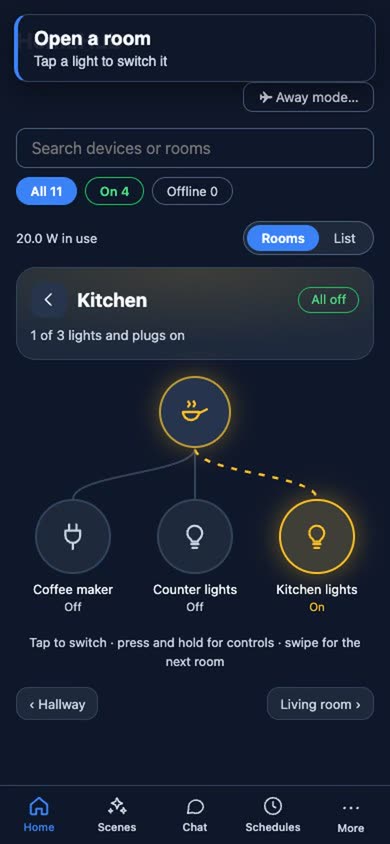 Open a room
Tap a light to switch it
Away mode...
Search devices or rooms
All 11
On 4
Offline 0
20.0 W in use
Rooms
List
Kitchen
All off
1 of 3 lights and plugs on
Coffee maker
Off
Counter lights
Off
Kitchen lights
On
Tap to switch · press and hold for controls · swipe for the
next room
‹ Hallway
Living room ›
Home
Scenes
Chat
Schedules
More